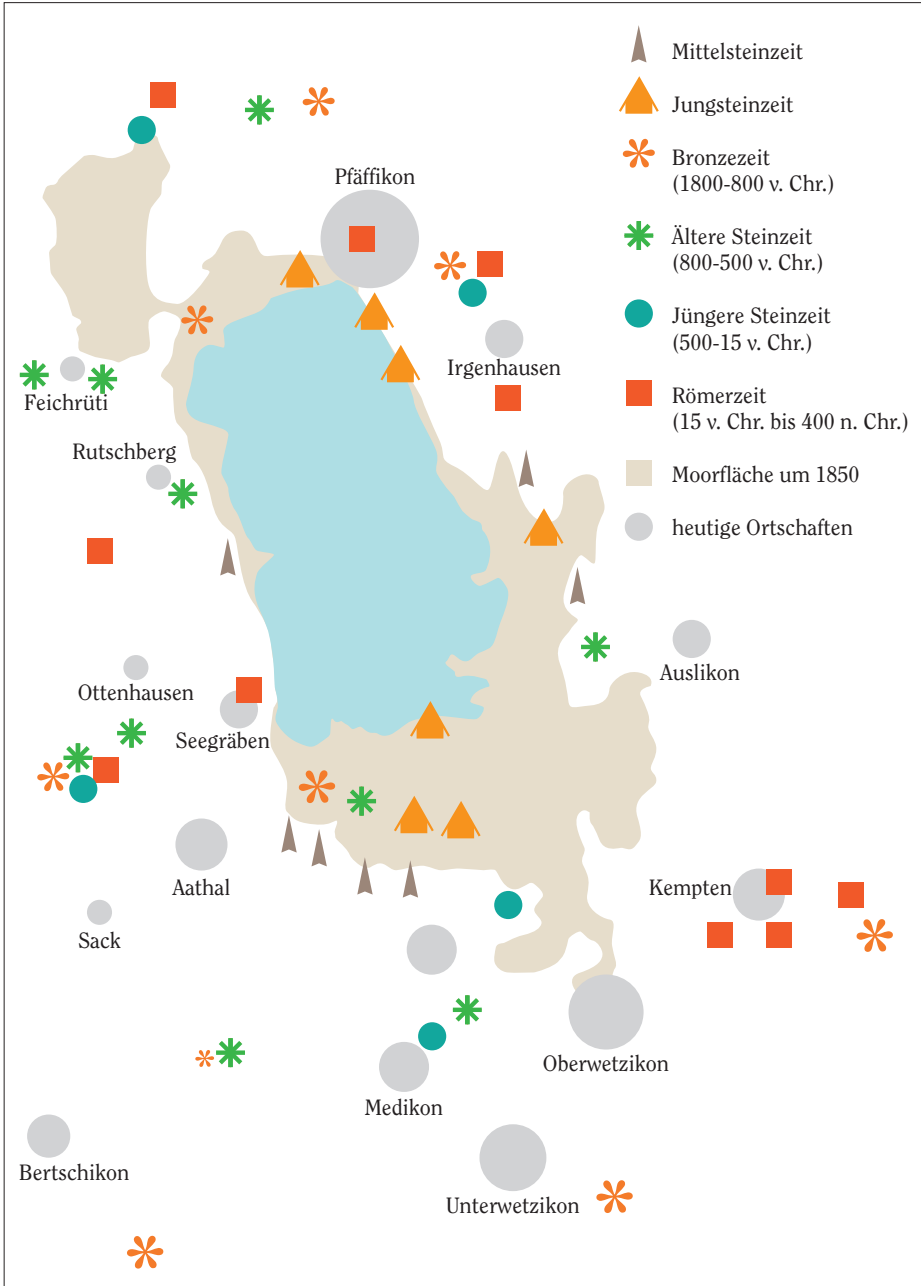 Mittelsteinzeit
Jungsteinzeit
Bronzezeit
(1800-800 v. Chr.)
Ältere Steinzeit
(800-500 v. Chr.)
Jüngere Steinzeit
(500-15 v. Chr.)
Römerzeit
(15 v. Chr. bis 400 n. Chr.)
Moorfläche um 1850
heutige Ortschaften
Pfäffikon
Irgenhausen
Feichrüti
Rutschberg
Auslikon
Ottenhausen
Seegräben
Aathal
Kempten
Sack
Oberwetzikon
Medikon
Bertschikon
Unterwetzikon